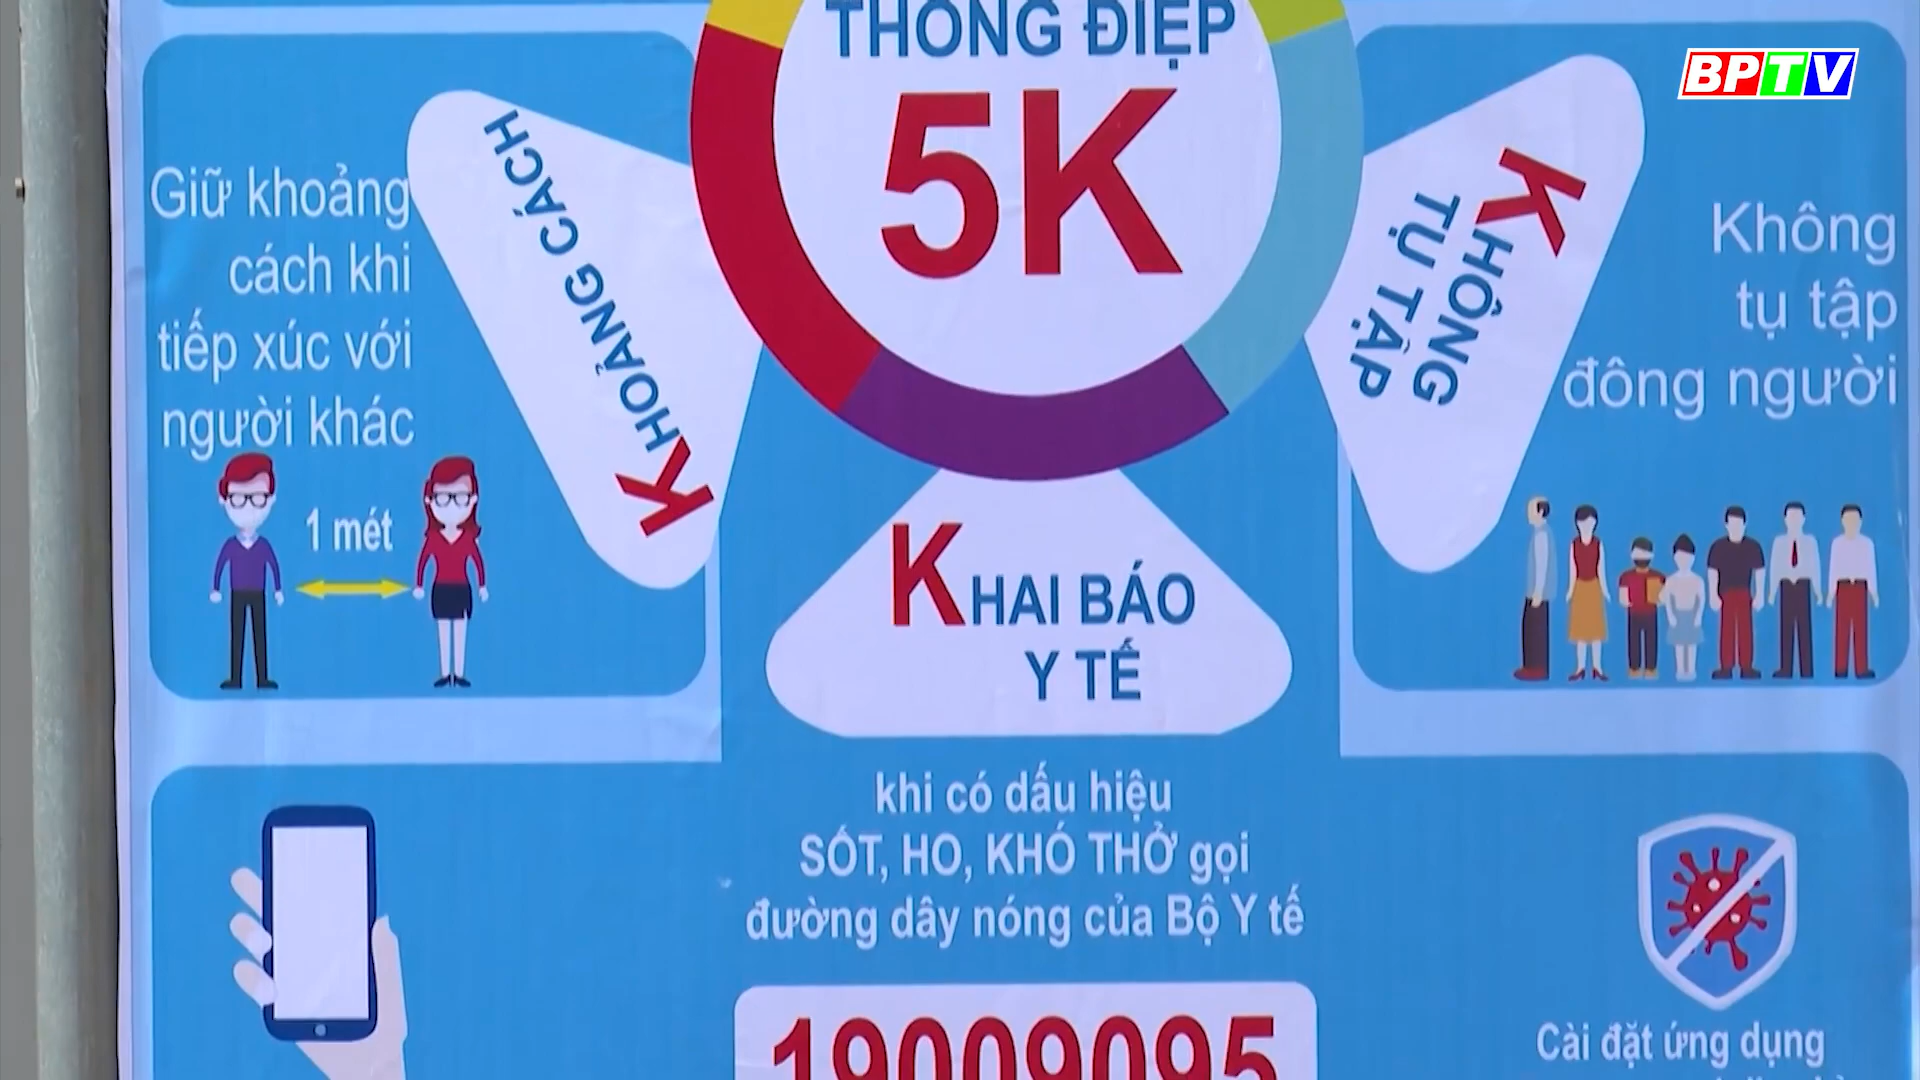 THÔNG ĐIỆP
5K
BPTV
KHOẢNG CÁCH
Giữ khoảng
cách khi
tiếp xúc với
người khác
1 mét
KHÔNG
TỤ TẬP
Không
tụ tập
đông người
KHAI BÁO
Y TẾ
khi có dấu hiệu
SỐT, HO, KHÓ THỞ gọi
đường dây nóng của Bộ Y tế
19009095
Cài đặt ứng dụng